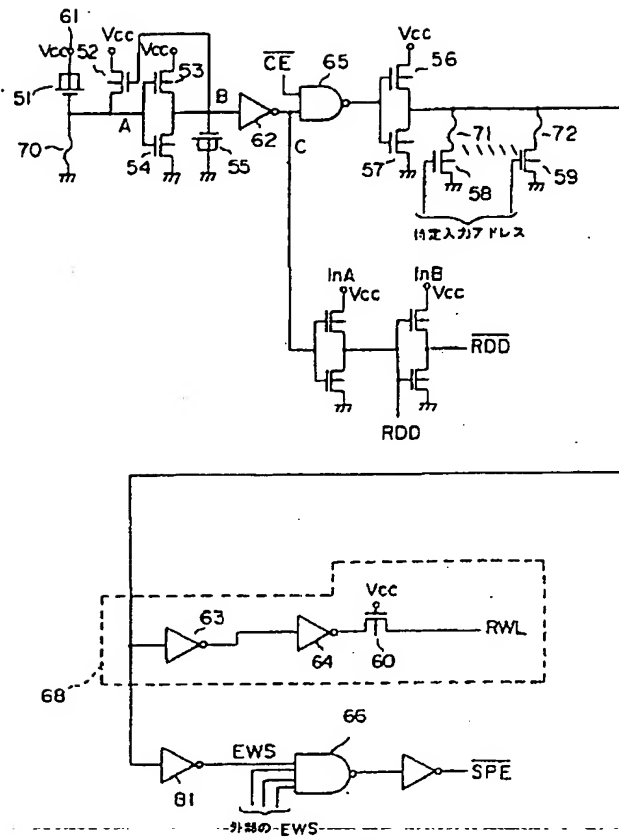 61
Vcc
52
Vcc
Vcc
53
51
A
B
70
54
55
62
C
CE
65
Vcc
56
57
71
72
58
59
特定入力アドレス
InA
Vcc
InB
Vcc
RDD
RDD
63
64
Vcc
60
RWL
68
66
81
EWS
SPE
外部の EWS